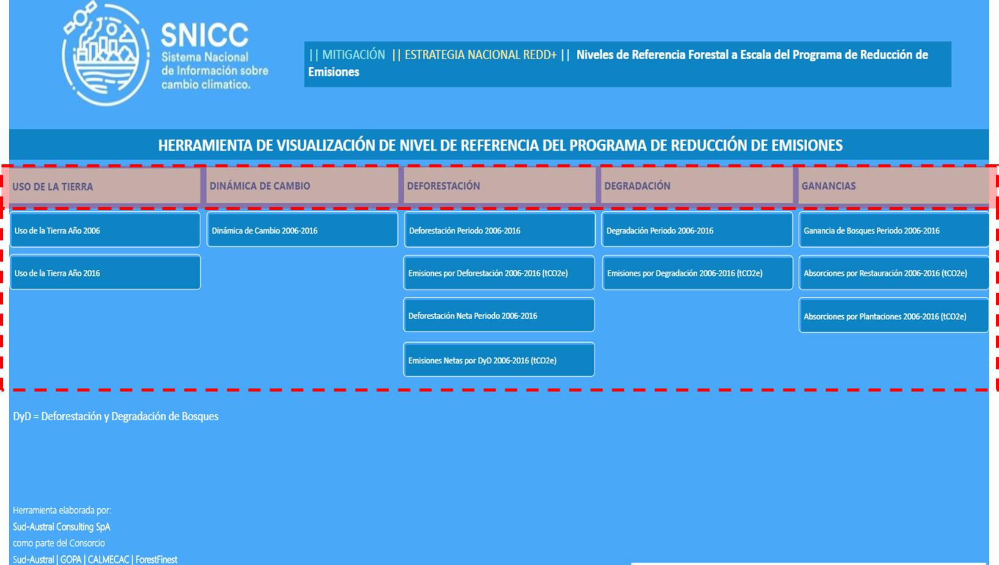 SNICC
Sistema Nacional
de Información sobre
cambio climatico.
|| MITIGACIÓN || ESTRATEGIA NACIONAL REDD+ || Niveles de Referencia Forestal a Escala del Programa de Reducción de
Emisiones
HERRAMIENTA DE VISUALIZACIÓN DE NIVEL DE REFERENCIA DEL PROGRAMA DE REDUCCIÓN DE EMISIONES
USO DE LA TIERRA
DINÁMICA DE CAMBIO
DEFORESTACIÓN
DEGRADACIÓN
GANANCIAS
Uso de la Tierra Año 2006
Dinámica de Cambio 2006-2016
Deforestación Periodo 2006-2016
Degradación Periodo 2006-2016
Ganancia de Bosques Periodo 2006-2016
Uso de la Tierra Año 2016
Emisiones por Deforestación 2006-2016 (tCO2e)
Emisiones por Degradación 2006-2016 (tCO2e)
Absorciones por Restauración 2006-2016 (tCO2e)
Deforestación Neta Periodo 2006-2016
Absorciones por Plantaciones 2006-2016 (tCO2e)
Emisiones Netas por DyD 2006-2016 (tCO2e)
DyD = Deforestación y Degradación de Bosques
Herramienta elaborada por:
Sud-Austral Consulting SpA
como parte del Consorcio
Sud-Austral | GOPA | CALMECAC | ForestFinest